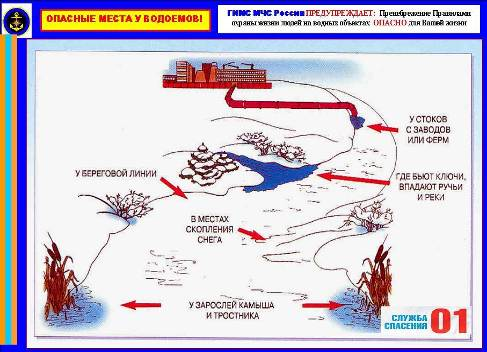 ОПАСНЫЕ МЕСТА У ВОДОЕМОВ!
ГИМС МЧС России ПРЕДУПРЕЖДАЕТ: Пренебрежение Правилами
охраны жизни людей на водных объектах ОПАСНО для Вашей жизни!
У СТОКОВ
С ЗАВОДОВ
ИЛИ ФЕРМ
У БЕРЕГОВОЙ ЛИНИИ
ГДЕ БЬЮТ КЛЮЧИ,
ВПАДАЮТ РУЧЬИ
И РЕКИ
В МЕСТАХ
СКОПЛЕНИЯ
СНЕГА
У ЗАРОСЛЕЙ КАМЫША
И ТРОСТНИКА
СЛУЖБА
СПАСЕНИЯ 01